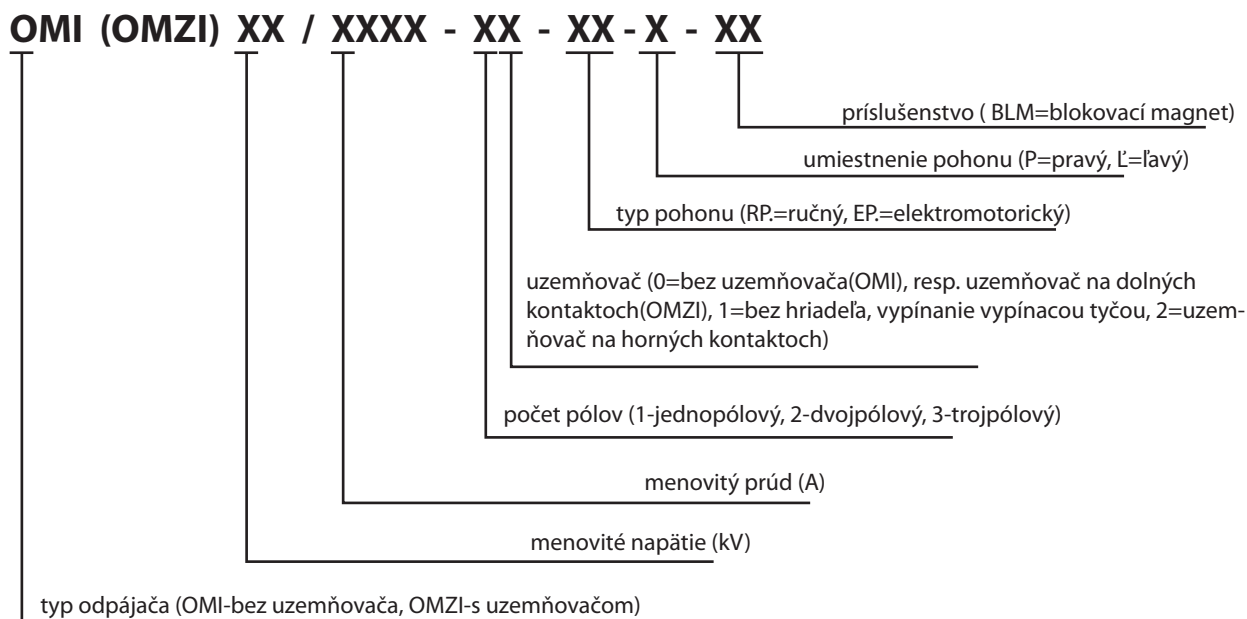 OMI (OMZI) XX / XXXX - XX - XX - X - XX
príslušenstvo ( BLM=blokovací magnet)
umiestnenie pohonu (P=pravý, Ľ=ľavý)
typ pohonu (RP.=ručný, EP.=elektromotorický)
uzemňovač (0=bez uzemňovača(OMI), resp. uzemňovač na dolných
kontaktoch(OMZI), 1=bez hriadeľa, vypínanie vypínacou tyčou, 2=uzem-
ňovač na horných kontaktoch)
počet pólov (1-jednopólový, 2-dvojpólový, 3-trojpólový)
menovitý prúd (A)
menovité napätie (kV)
typ odpájača (OMI-bez uzemňovača, OMZI-s uzemňovačom)